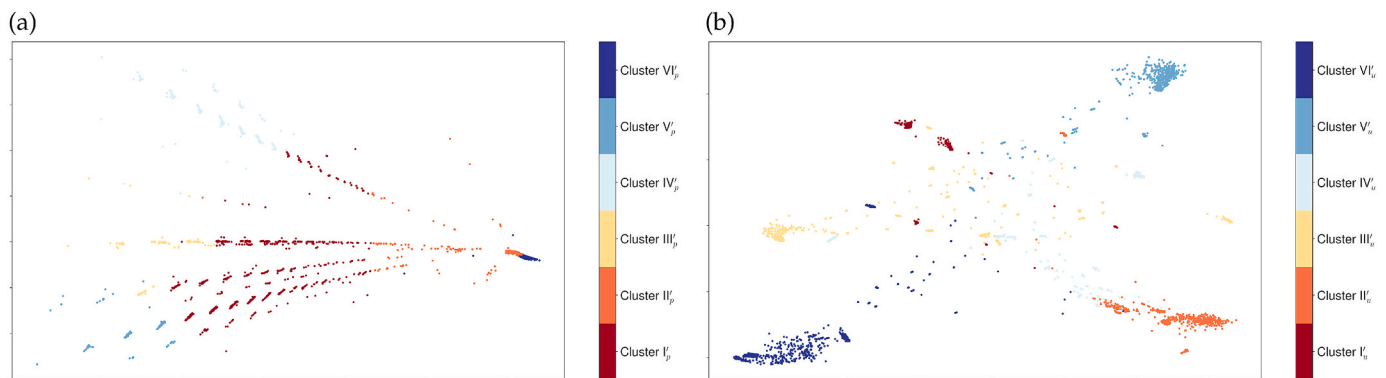 (a)
Cluster VI′ₚ
Cluster V′ₚ
Cluster IV′ₚ
Cluster III′ₚ
Cluster II′ₚ
Cluster I′ₚ
(b)
Cluster VI′ᵤ
Cluster V′ᵤ
Cluster IV′ᵤ
Cluster III′ᵤ
Cluster II′ᵤ
Cluster I′ᵤ